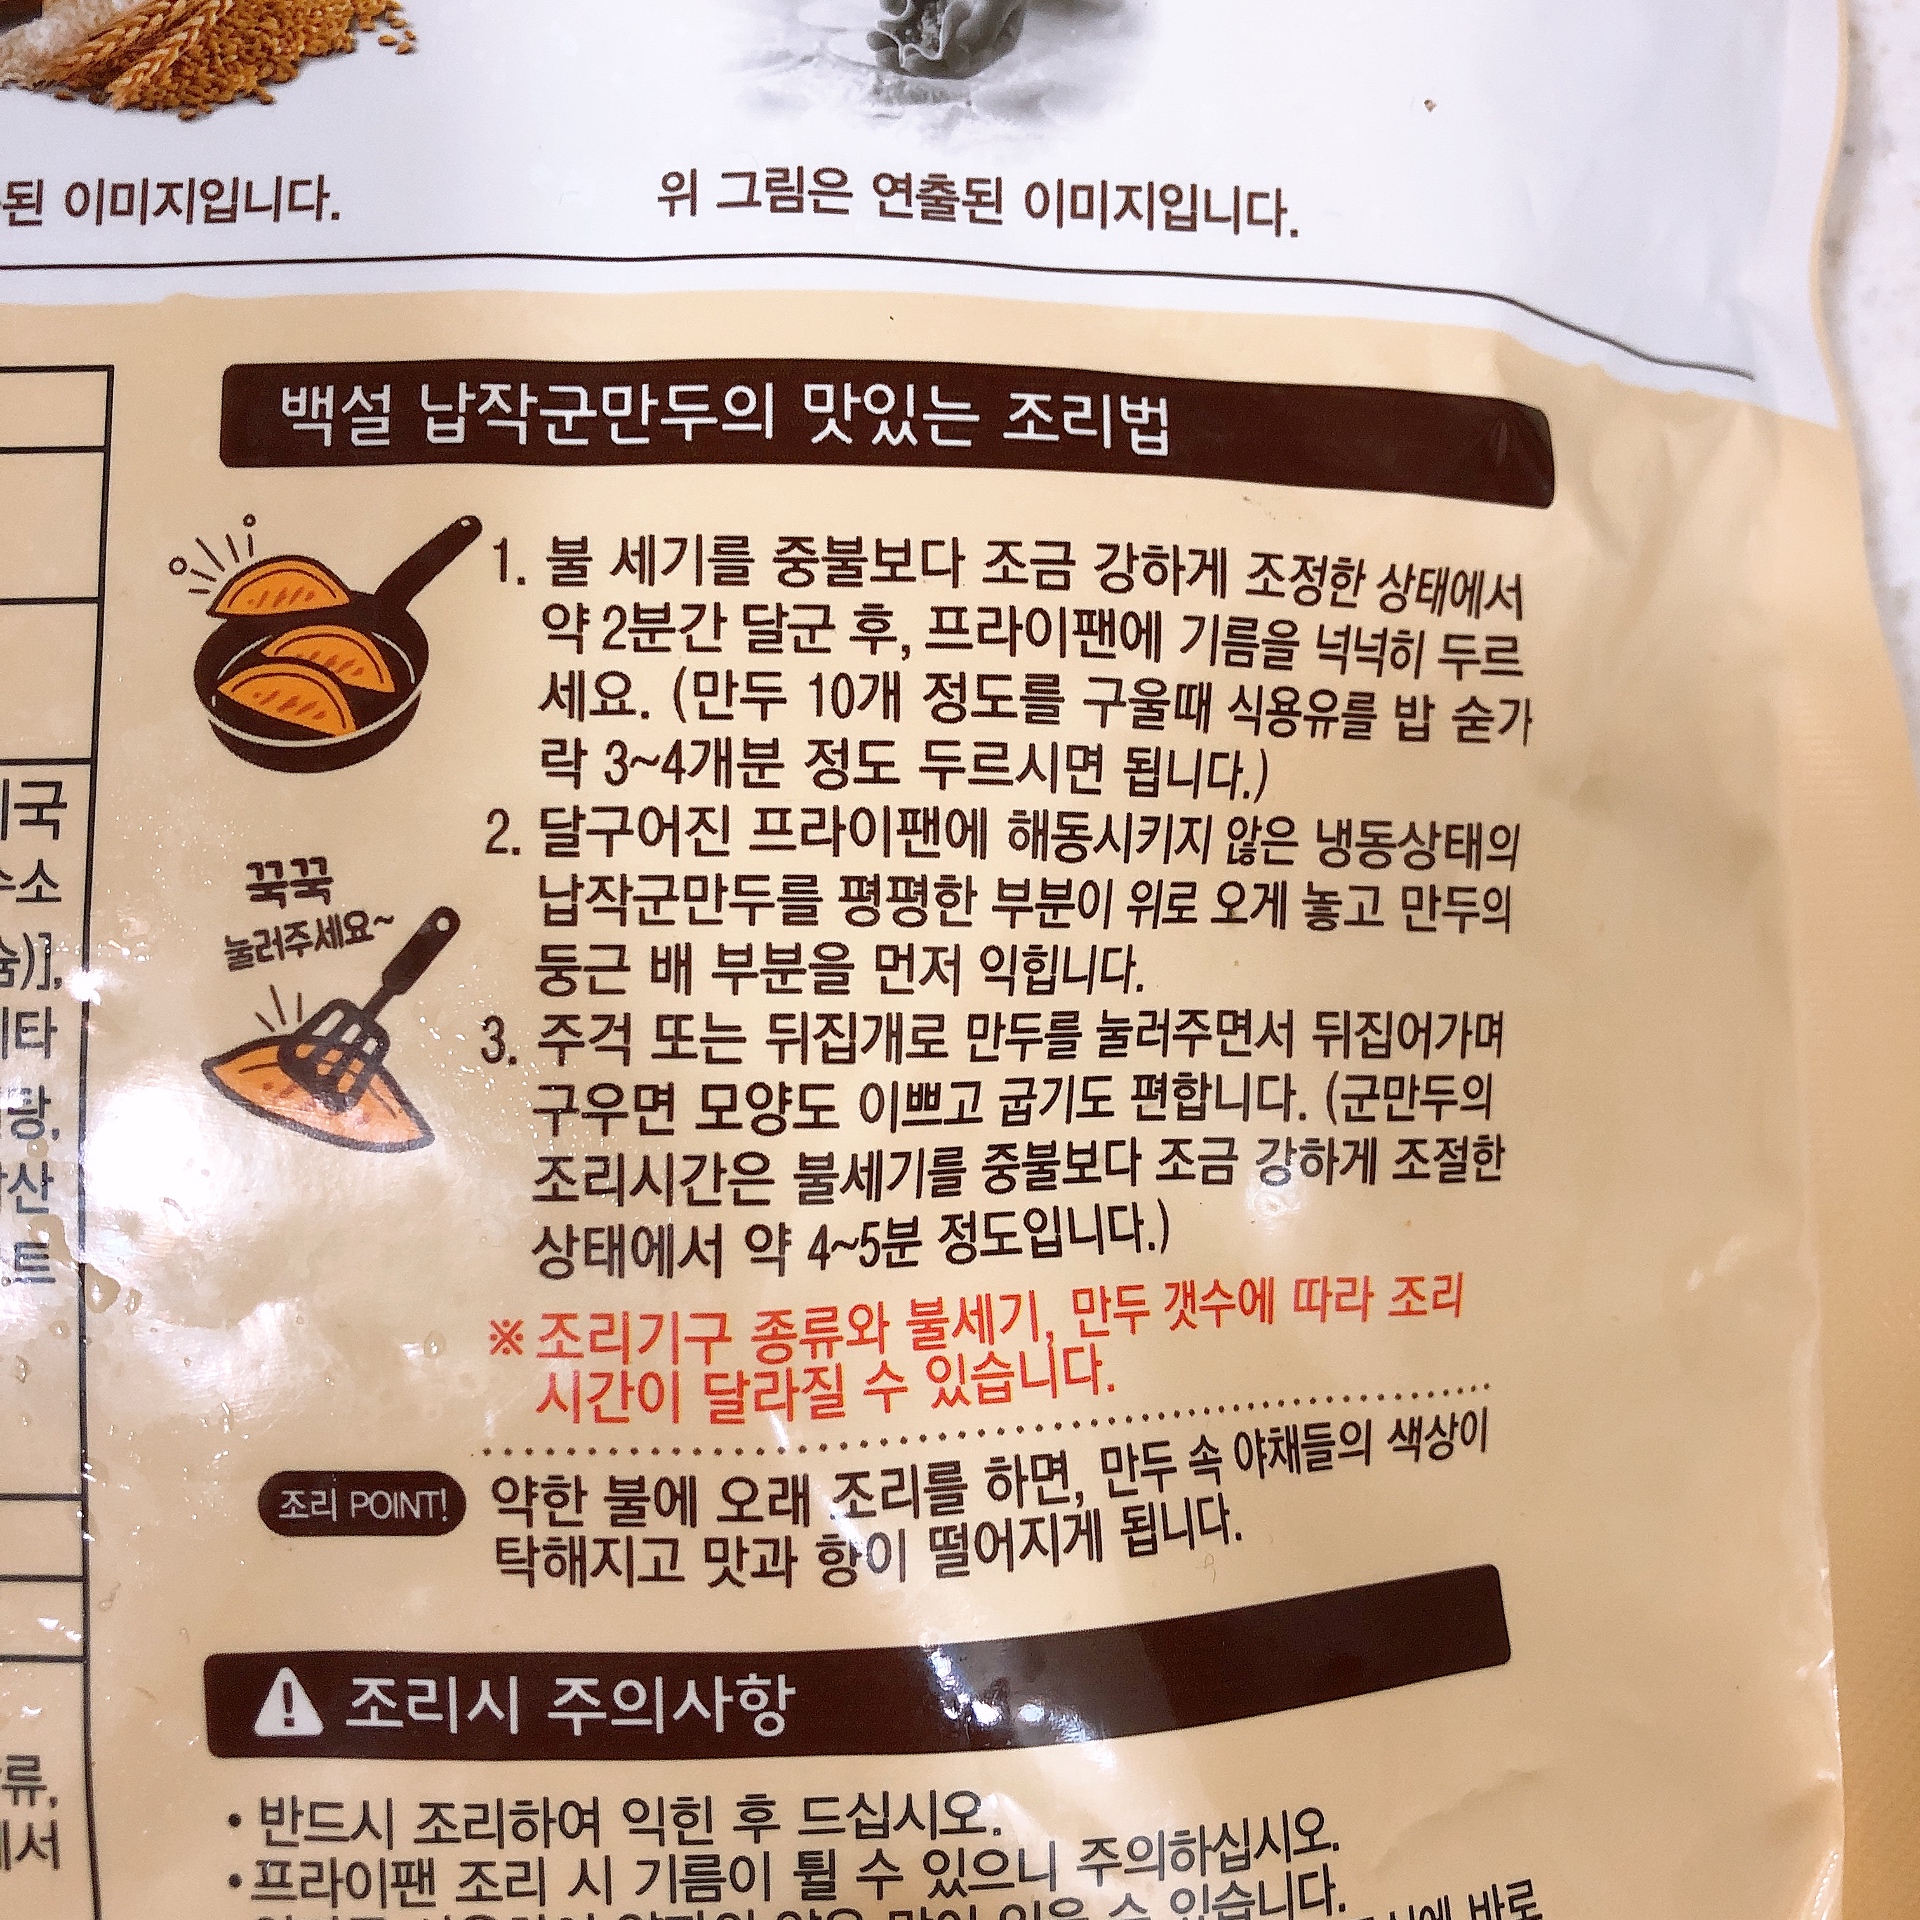 된 이미지입니다.
위 그림은 연출된 이미지입니다.
백설 납작군만두의 맛있는 조리법
1. 불 세기를 중불보다 조금 강하게 조정한 상태에서
약 2분간 달군 후, 프라이팬에 기름을 넉넉히 두르
세요. (만두 10개 정도를 구울때 식용유를 밥 숟가
락 3~4개분 정도 두르시면 됩니다.)
2. 달구어진 프라이팬에 해동시키지 않은 냉동상태의
납작군만두를 평평한 부분이 위로 오게 놓고 만두의
둥근 배 부분을 먼저 익힙니다.
꾹꾹
눌러주세요~
3. 주걱 또는 뒤집개로 만두를 눌러주면서 뒤집어가며
구우면 모양도 이쁘고 굽기도 편합니다. (군만두의
조리시간은 불세기를 중불보다 조금 강하게 조절한
상태에서 약 4~5분 정도입니다.)
※ 조리기구 종류와 불세기, 만두 갯수에 따라 조리
시간이 달라질 수 있습니다.
조리 POINT!
약한 불에 오래 조리를 하면, 만두 속 야채들의 색상이
탁해지고 맛과 향이 떨어지게 됩니다.
조리시 주의사항
• 반드시 조리하여 익힌 후 드십시오.
• 프라이팬 조리 시 기름이 튈 수 있으니 주의하십시오.
수 있습니다.
바로
국
수소
타
탕,
산
트
류,
서